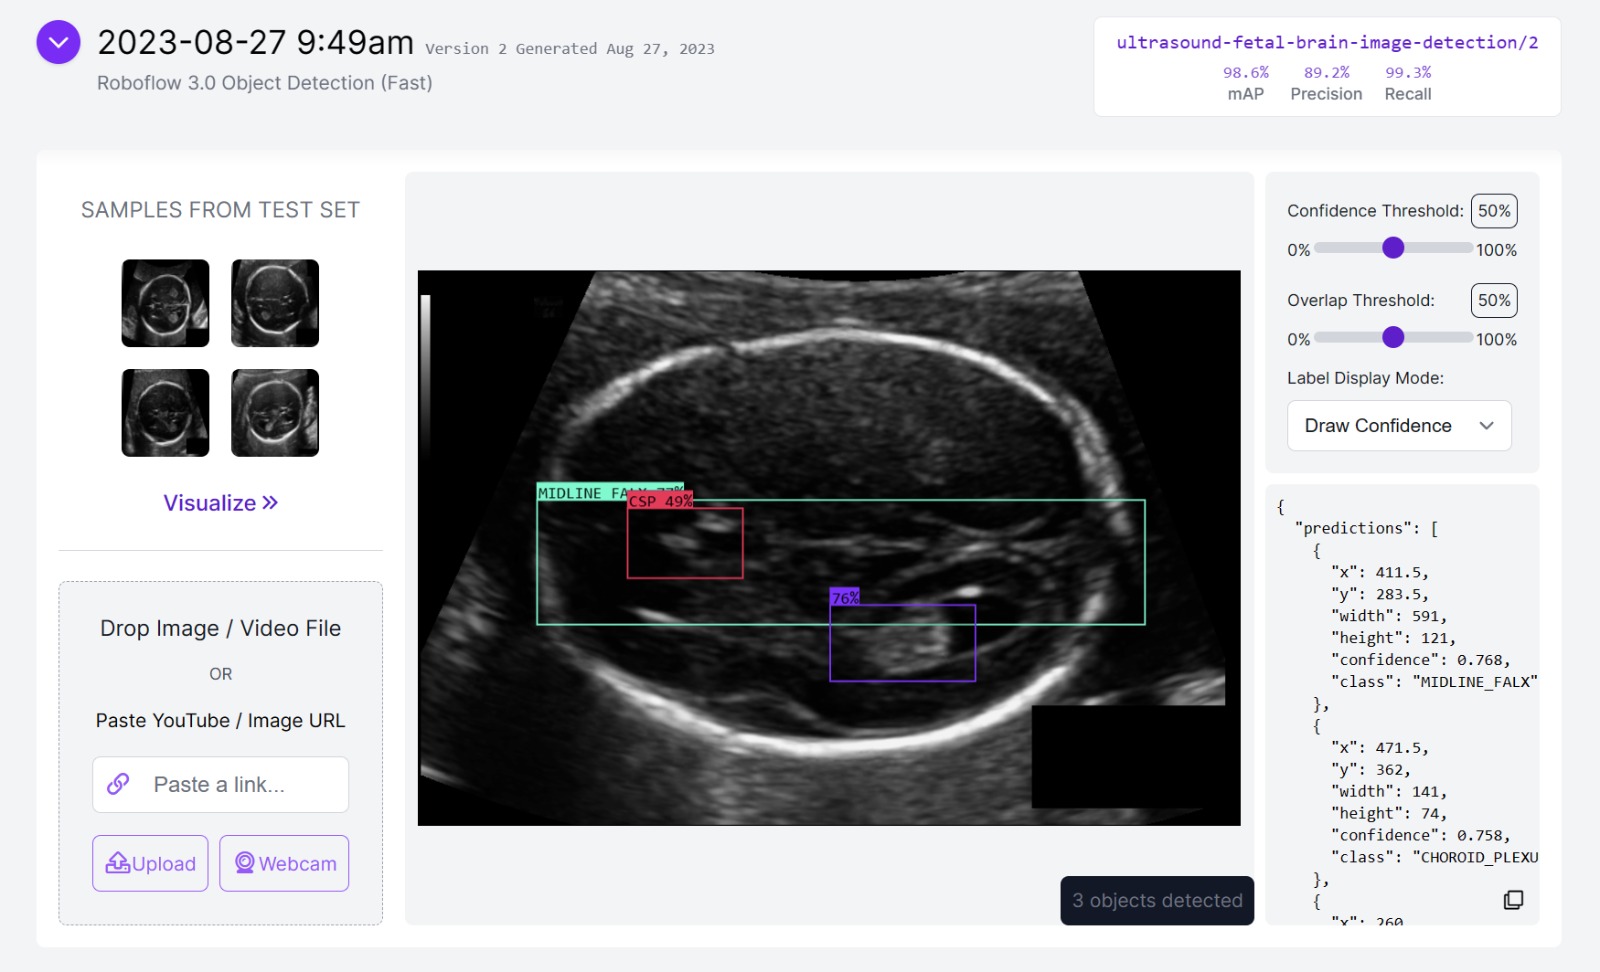 2023-08-27 9:49am Version 2 Generated Aug 27, 2023
Roboflow 3.0 Object Detection (Fast)
ultrasound-fetal-brain-image-detection/2
98.6% 89.2% 99.3%
mAP Precision Recall
SAMPLES FROM TEST SET
Visualize
Drop Image / Video File
OR
Paste YouTube / Image URL
Paste a link...
Upload Webcam
MIDLINE FALX 77%
CSP 49%
76%
3 objects detected
Confidence Threshold: 50%
0% 100%
Overlap Threshold: 50%
0% 100%
Label Display Mode:
Draw Confidence
{
"predictions": [
{
"x": 411.5,
"y": 283.5,
"width": 591,
"height": 121,
"confidence": 0.768,
"class": "MIDLINE_FALX"
},
{
"x": 471.5,
"y": 362,
"width": 141,
"height": 74,
"confidence": 0.758,
"class": "CHOROID_PLEXU
},
{
"x": 260